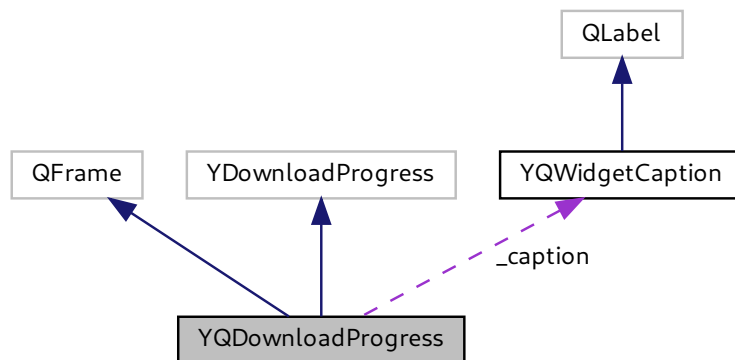 QLabel
QFrame
YDownloadProgress
YQWidgetCaption
_caption
YQDownloadProgress